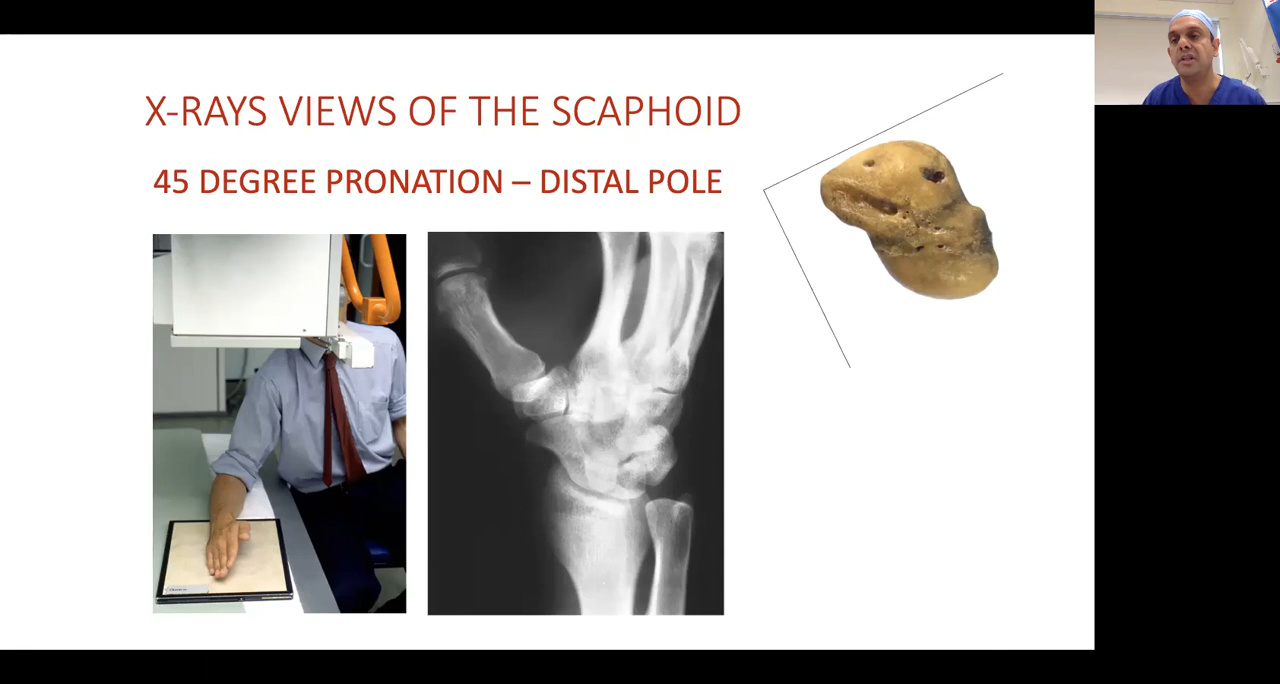 X-RAYS VIEWS OF THE SCAPHOID
45 DEGREE PRONATION – DISTAL POLE